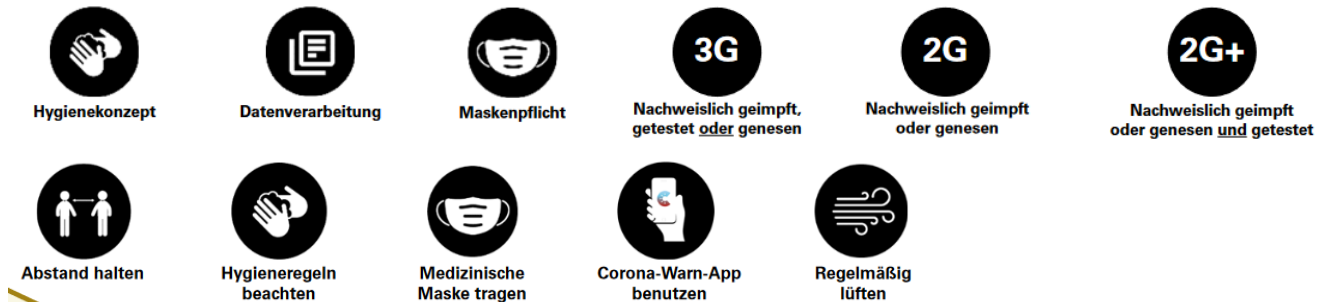 3G
2G
2G+
Hygienekonzept
Datenverarbeitung
Maskenpflicht
Nachweislich geimpft,
getestet oder genesen
Nachweislich geimpft
oder genesen
Nachweislich geimpft
oder genesen und getestet
Abstand halten
Hygieneregeln
beachten
Medizinische
Maske tragen
Corona-Warn-App
benutzen
Regelmäßig
lüften